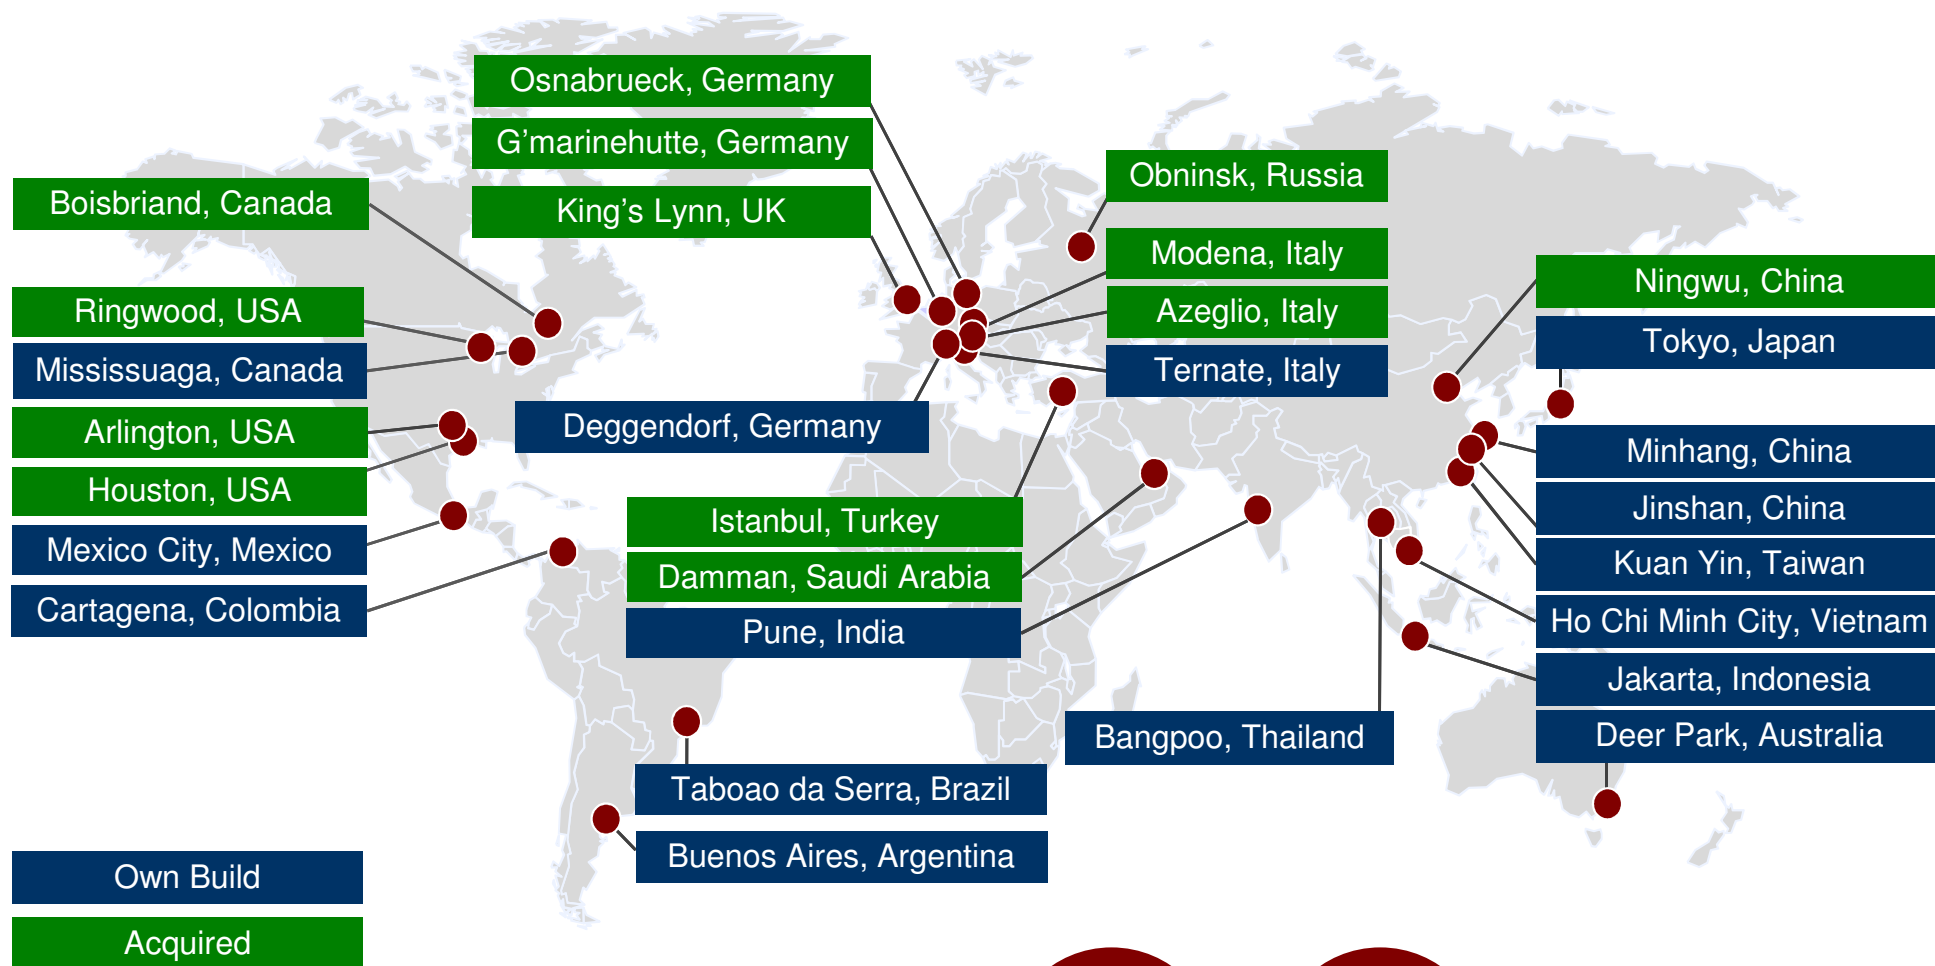 Osnabrueck, Germany
G’marinehutte, Germany
King’s Lynn, UK
Boisbriand, Canada
Ringwood, USA
Mississuaga, Canada
Arlington, USA
Houston, USA
Mexico City, Mexico
Cartagena, Colombia
Deggendorf, Germany
Obninsk, Russia
Modena, Italy
Azeglio, Italy
Ternate, Italy
Istanbul, Turkey
Damman, Saudi Arabia
Pune, India
Ningwu, China
Tokyo, Japan
Minhang, China
Jinshan, China
Kuan Yin, Taiwan
Ho Chi Minh City, Vietnam
Jakarta, Indonesia
Deer Park, Australia
Bangpoo, Thailand
Taboao da Serra, Brazil
Buenos Aires, Argentina
Own Build
Acquired